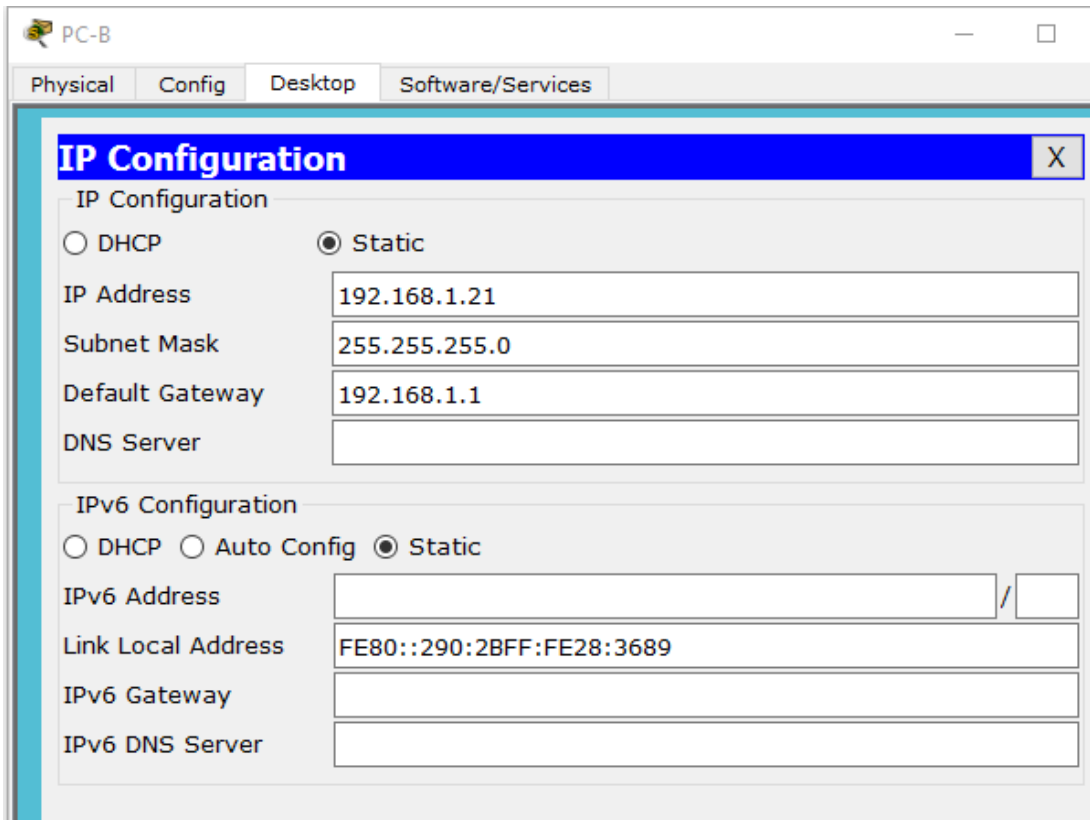 PC-B
Physical Config Desktop Software/Services
IP Configuration X
IP Configuration
DHCP Static
IP Address 192.168.1.21
Subnet Mask 255.255.255.0
Default Gateway 192.168.1.1
DNS Server
IPv6 Configuration
DHCP Auto Config Static
IPv6 Address /
Link Local Address FE80::290:2BFF:FE28:3689
IPv6 Gateway
IPv6 DNS Server